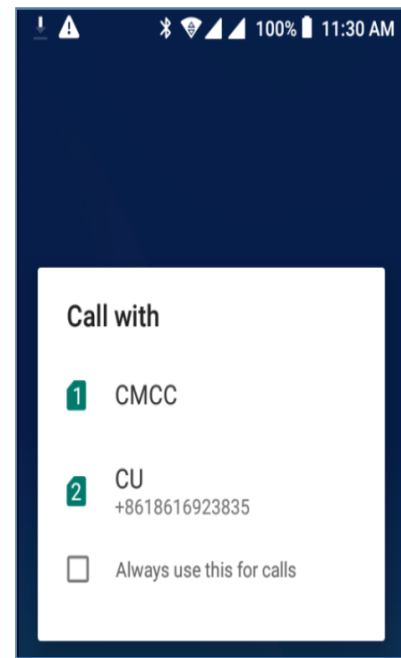 100% 11:30 AM
Call with
1 CMCC
2 CU
+8618616923835
Always use this for calls